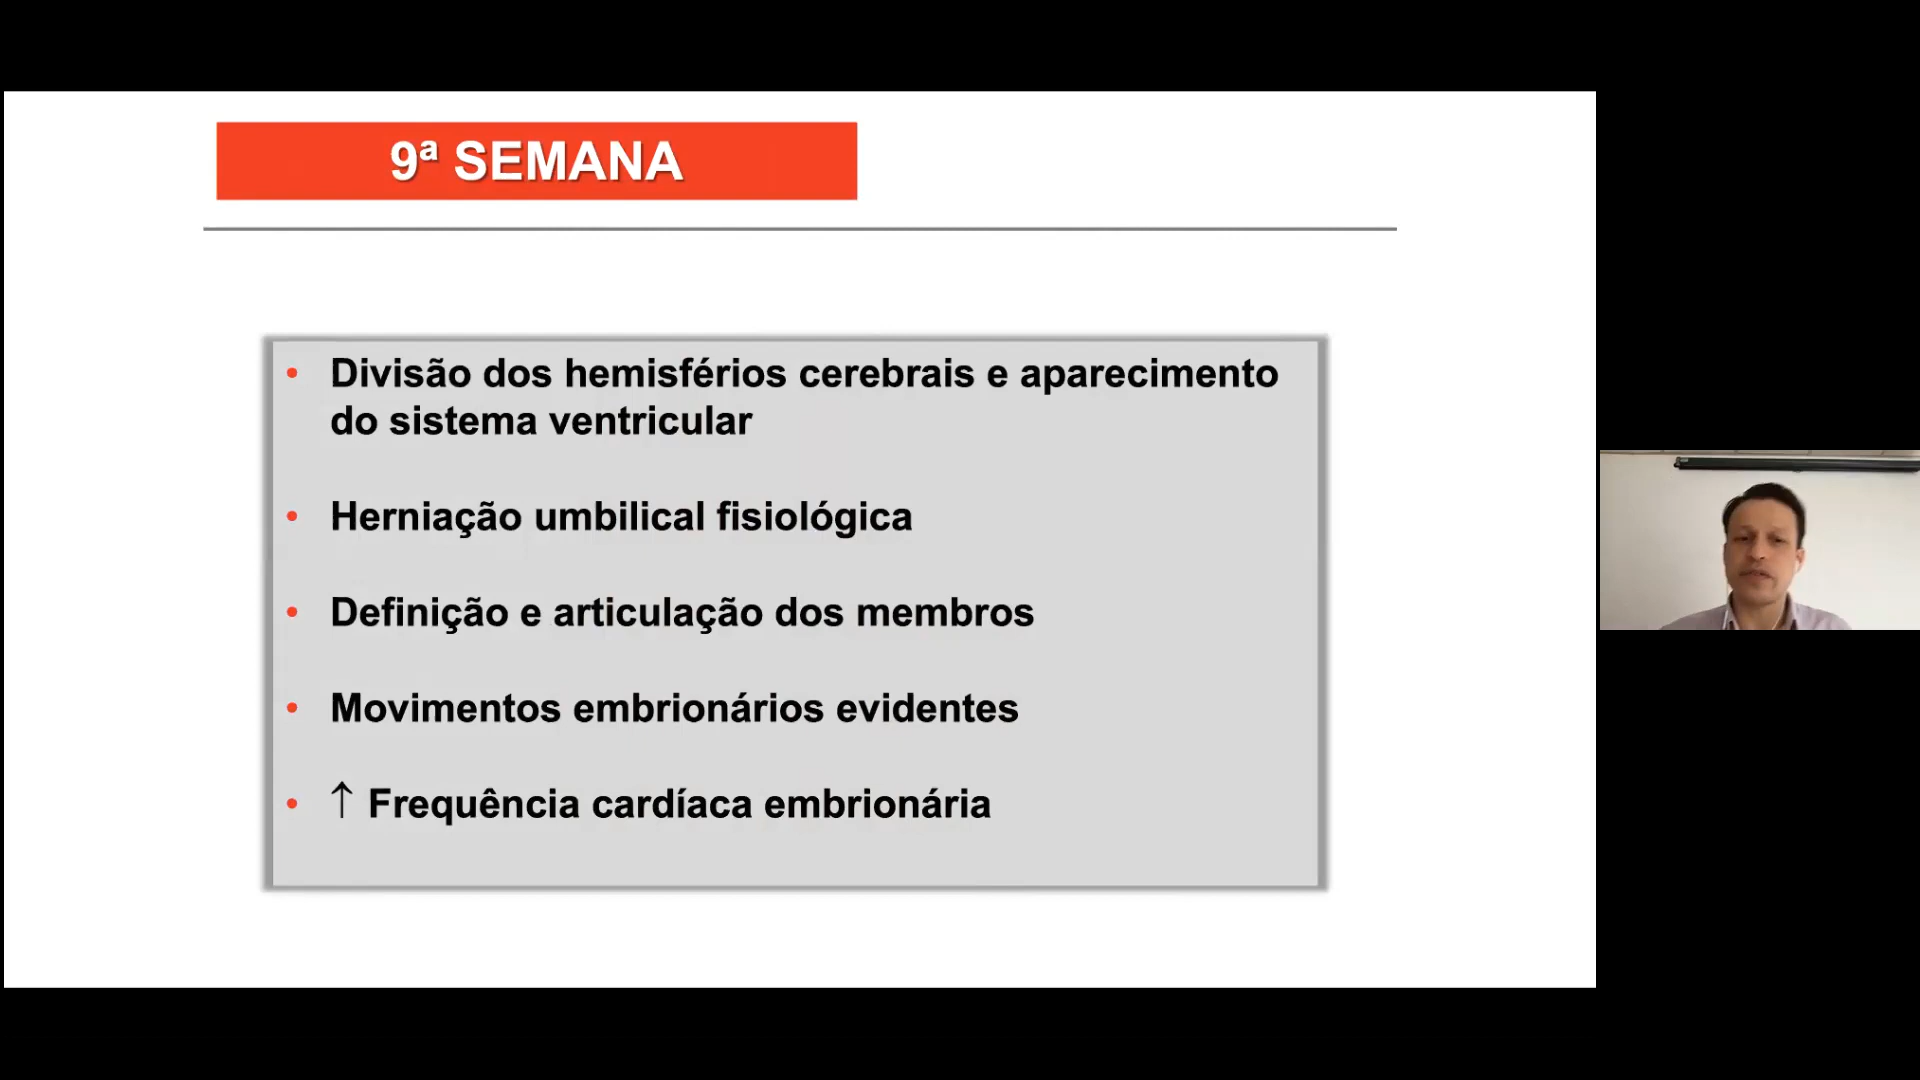 9ª SEMANA
• Divisão dos hemisférios cerebrais e aparecimento
do sistema ventricular
• Herniação umbilical fisiológica
• Definição e articulação dos membros
• Movimentos embrionários evidentes
• ↑ Frequência cardíaca embrionária